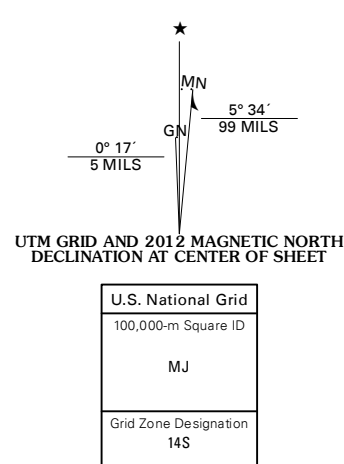 MN
5° 34´
99 MILS
GN
0° 17´
5 MILS
UTM GRID AND 2012 MAGNETIC NORTH
DECLINATION AT CENTER OF SHEET
U.S. National Grid
100,000-m Square ID
MJ
Grid Zone Designation
14S